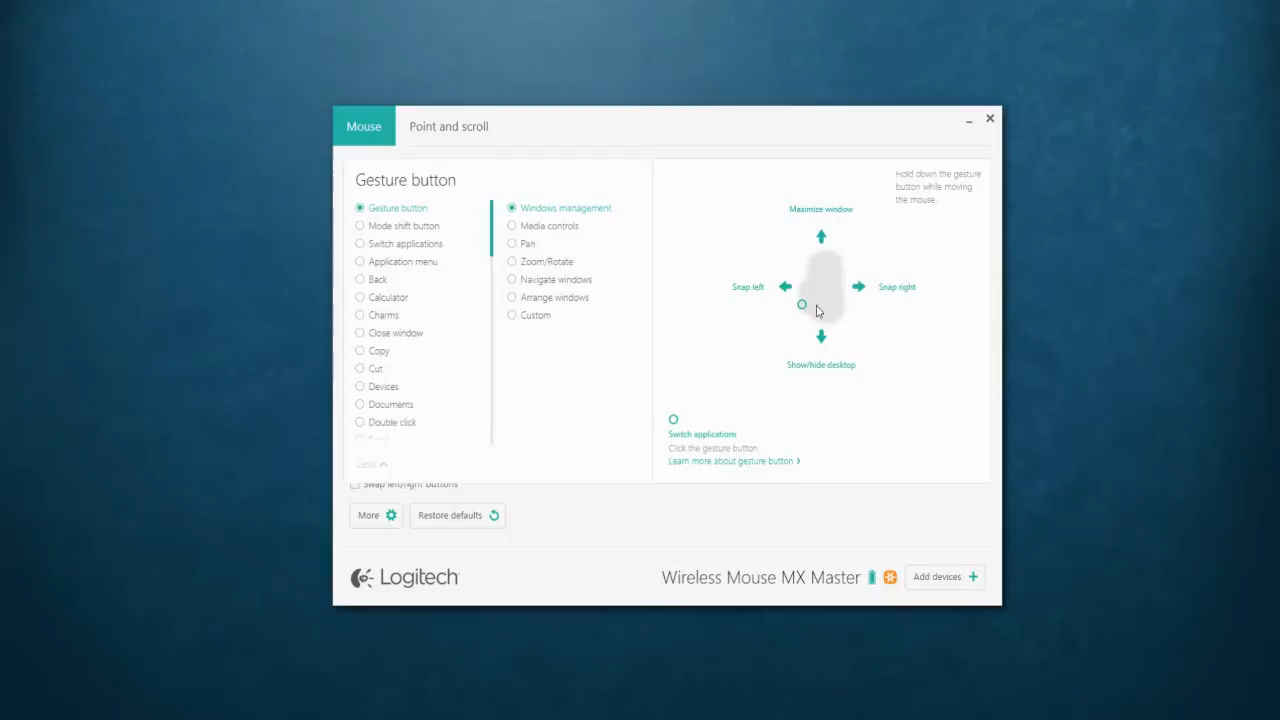 Mouse
Point and scroll
Gesture button
Gesture button
Mode shift button
Switch applications
Application menu
Back
Calculator
Charms
Close window
Copy
Cut
Devices
Documents
Double click
Less
Windows management
Media controls
Pan
Zoom/Rotate
Navigate windows
Arrange windows
Custom
Hold down the gesture
button while moving
the mouse.
Maximize window
Snap left
Snap right
Show/hide desktop
Switch applications
Click the gesture button
Learn more about gesture button
Swap left/right buttons
More
Restore defaults
Logitech
Wireless Mouse MX Master
Add devices